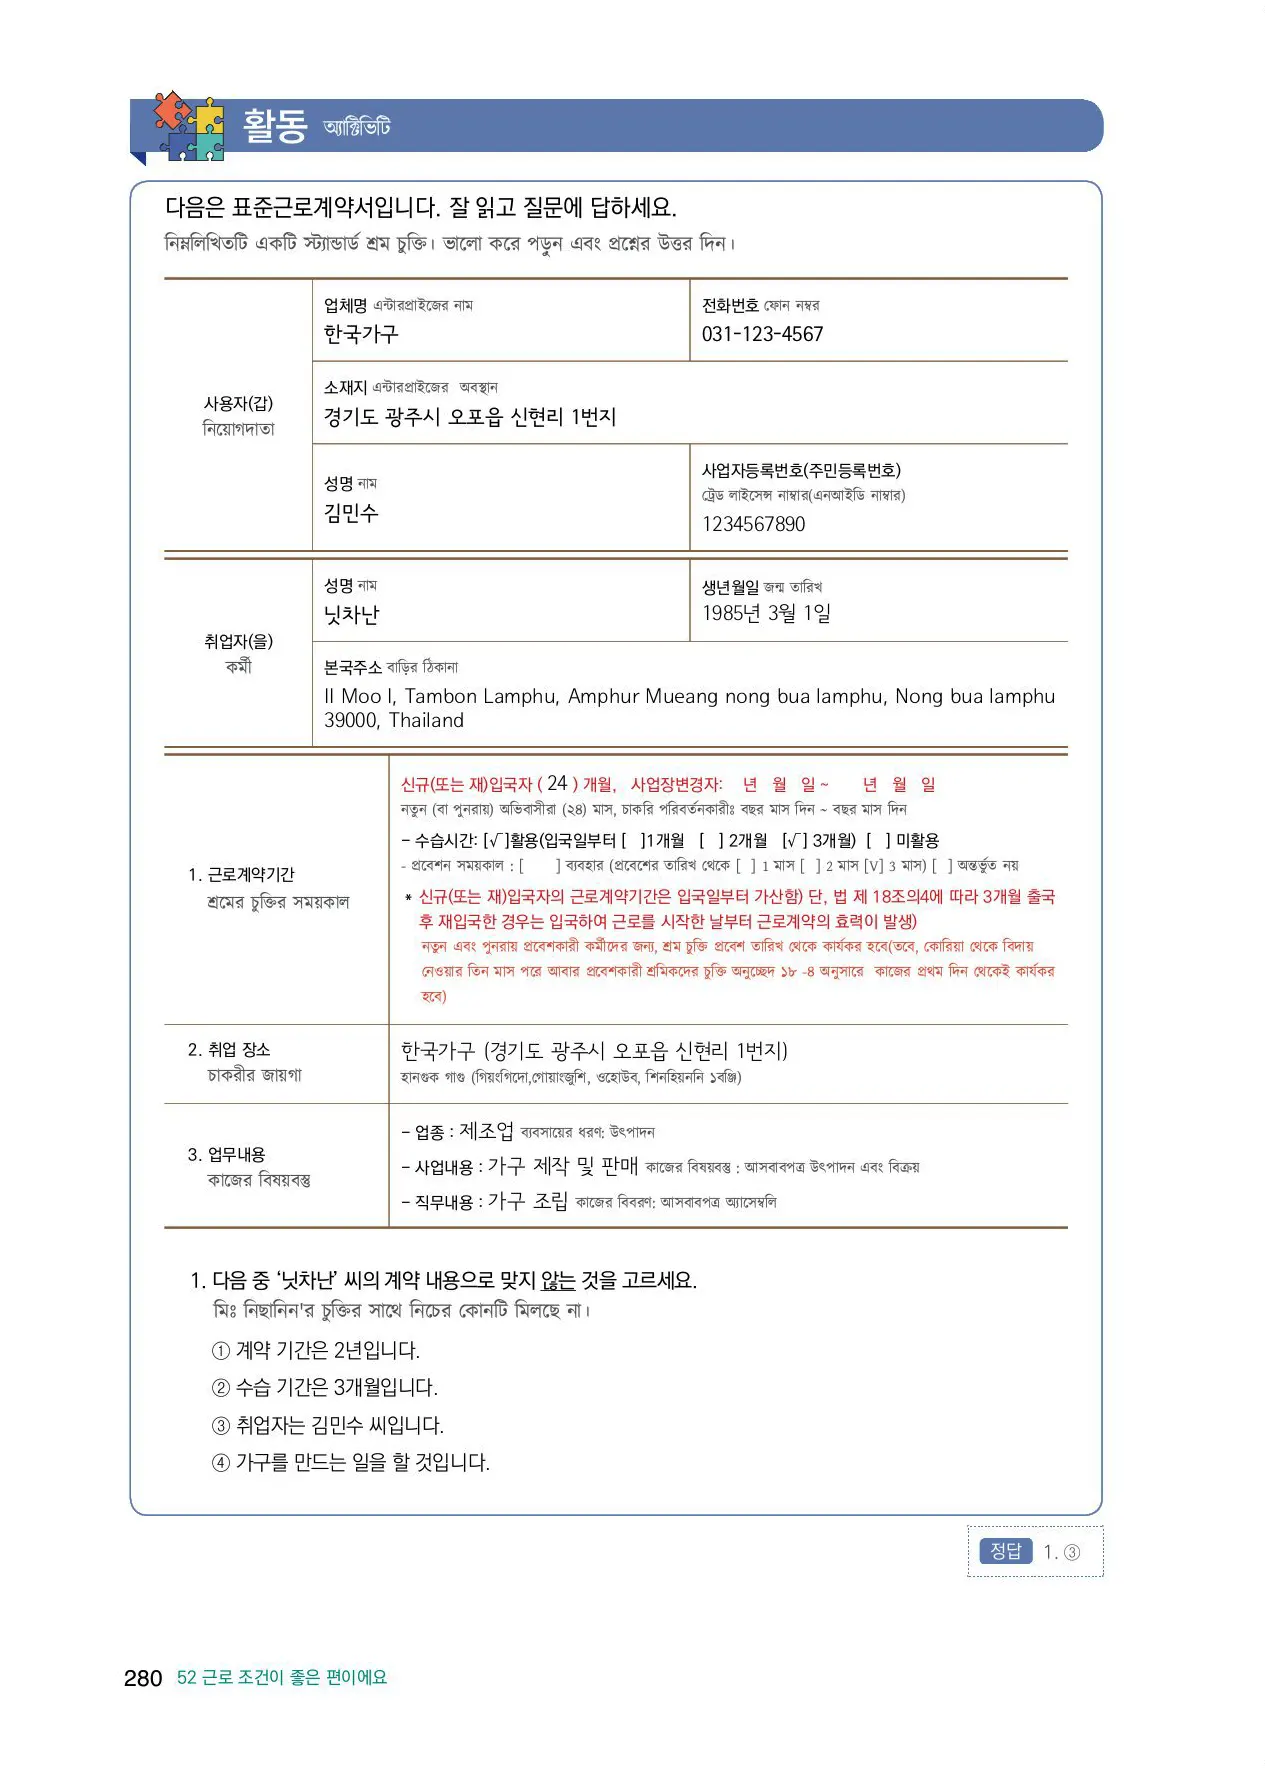 활동 অ্যাক্টিভিটি
다음은 표준근로계약서입니다. 잘 읽고 질문에 답하세요.
নিম্নলিখিতটি একটি স্ট্যান্ডার্ড শ্রম চুক্তি। ভালো করে পড়ুন এবং প্রশ্নের উত্তর দিন।
사용자(갑)
নিয়োগদাতা
업체명 এন্টারপ্রাইজের নাম
한국가구
전화번호 ফোন নম্বর
031-123-4567
소재지 এন্টারপ্রাইজের অবস্থান
경기도 광주시 오포읍 신현리 1번지
성명 নাম
김민수
사업자등록번호(주민등록번호)
ট্রেড লাইসেন্স নাম্বার(এনআইডি নাম্বার)
1234567890
취업자(을)
কর্মী
성명 নাম
닛차난
생년월일 জন্ম তারিখ
1985년 3월 1일
본국주소 বাড়ির ঠিকানা
II Moo I, Tambon Lamphu, Amphur Mueang nong bua lamphu, Nong bua lamphu
39000, Thailand
1. 근로계약기간
শ্রমের চুক্তির সময়কাল
신규(또는 재)입국자 ( 24 ) 개월, 사업장변경자: 년 월 일 ~ 년 월 일
নতুন (বা পুনরায়) অভিবাসীরা (২৪) মাস, চাকরি পরিবর্তনকারীঃ বছর মাস দিন ~ বছর মাস দিন
- 수습시간: [√]활용(입국일부터 [ ]1개월 [ ] 2개월 [√] 3개월) [ ] 미활용
- প্রবেশন সময়কাল : [ ] ব্যবহার (প্রবেশের তারিখ থেকে [ ] 1 মাস [ ] 2 মাস [V] 3 মাস) [ ] অন্তর্ভুত নয়
* 신규(또는 재)입국자의 근로계약기간은 입국일부터 가산함) 단, 법 제 18조의4에 따라 3개월 출국
후 재입국한 경우는 입국하여 근로를 시작한 날부터 근로계약의 효력이 발생)
নতুন এবং পুনরায় প্রবেশকারী কর্মীদের জন্য, শ্রম চুক্তি প্রবেশ তারিখ থেকে কার্যকর হবে(তবে, কোরিয়া থেকে বিদায়
নেওয়ার তিন মাস পরে আবার প্রবেশকারী শ্রমিকদের চুক্তি অনুচ্ছেদ ১৮ -৪ অনুসারে কাজের প্রথম দিন থেকেই কার্যকর
হবে)
2. 취업 장소
চাকরীর জায়গা
한국가구 (경기도 광주시 오포읍 신현리 1번지)
হানগুক গাগু (গিয়ংগিদো,গোয়াংজুশি, ওহোউব, শিনহিয়ননি ১বঞ্জি)
3. 업무내용
কাজের বিষয়বস্তু
- 업종 : 제조업 ব্যবসায়ের ধরণ: উৎপাদন
- 사업내용 : 가구 제작 및 판매 কাজের বিষয়বস্তু : আসবাবপত্র উৎপাদন এবং বিক্রয়
- 직무내용 : 가구 조립 কাজের বিবরণ: আসবাবপত্র অ্যাসেম্বলি
1. 다음 중 ‘닛차난’ 씨의 계약 내용으로 맞지 않는 것을 고르세요.
মিঃ নিছানিন'র চুক্তির সাথে নিচের কোনটি মিলছে না।
① 계약 기간은 2년입니다.
② 수습 기간은 3개월입니다.
③ 취업자는 김민수 씨입니다.
④ 가구를 만드는 일을 할 것입니다.
정답 1. ③
280 52 근로 조건이 좋은 편이에요